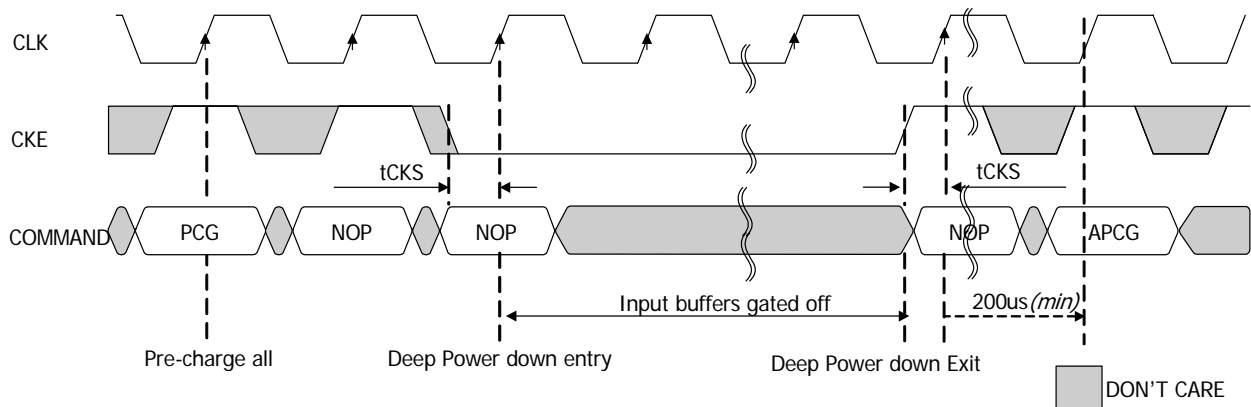 CLK
CKE
tCKS
tCKS
COMMAND
PCG
NOP
NOP
NOP
APCG
Input buffers gated off
200us(min)
Pre-charge all
Deep Power down entry
Deep Power down Exit
DON'T CARE